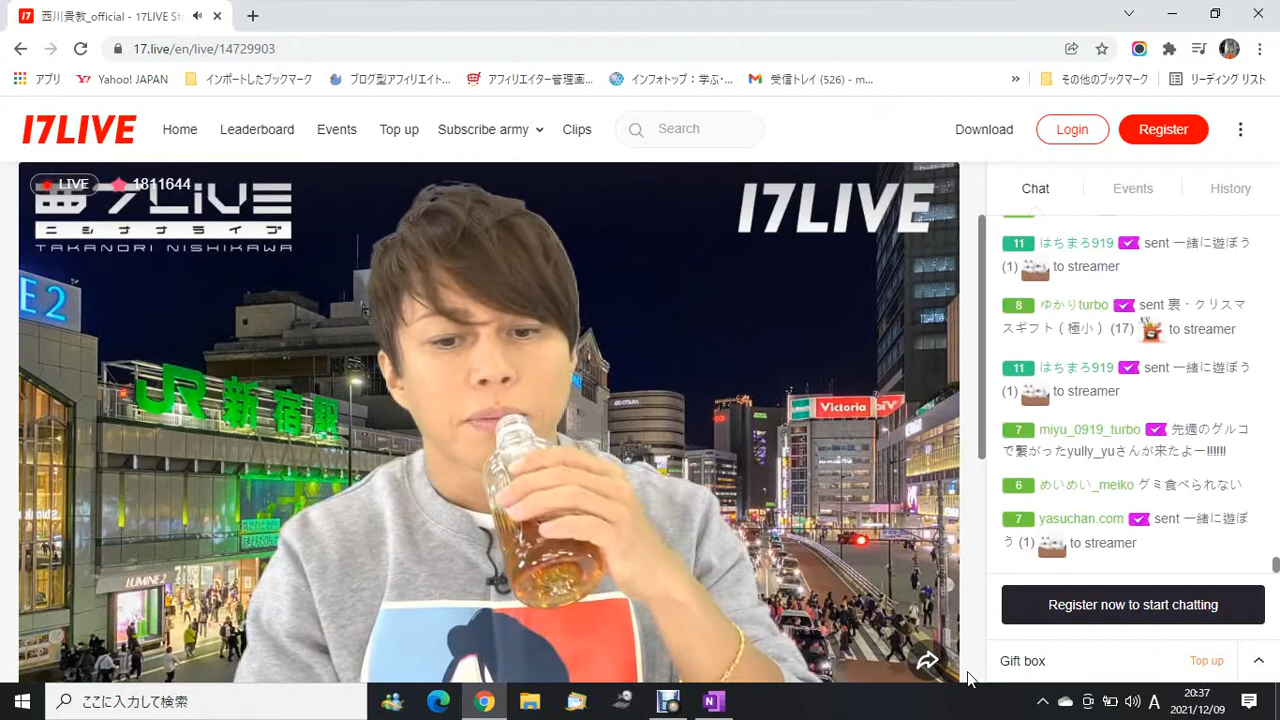 西川貴教_official - 17LIVE St
17.live/en/live/14729903
アプリ
Yahoo! JAPAN
インポートしたブックマーク
ブログ型アフィリエイト...
アフィリエイター管理画...
インフォトップ：学ぶ・...
受信トレイ (526) - m...
»
その他のブックマーク
リーディング リスト
17LIVE
Home
Leaderboard
Events
Top up
Subscribe army
Clips
Search
Download
Login
Register
LIVE
1811644
西7LIVE
ニシナナライブ
TAKANORI NISHIKAWA
17LIVE
JR新宿駅
LUMINE2
Victoria
OTSUKA
Chat
Events
History
11 はちまろ919 sent 一緒に遊ぼう
(1) to streamer
8 ゆかりturbo sent 裏・クリスマ
スギフト ( 極小 ) (17) to streamer
11 はちまろ919 sent 一緒に遊ぼう
(1) to streamer
7 miyu_0919_turbo 先週のグルコ
で繋がったyully_yuさんが来たよー!!!!!!
6 めいめい_meiko グミ食べられない
7 yasuchan.com sent 一緒に遊ぼ
う (1) to streamer
Register now to start chatting
Gift box
Top up
ここに入力して検索
A
20:37
2021/12/09